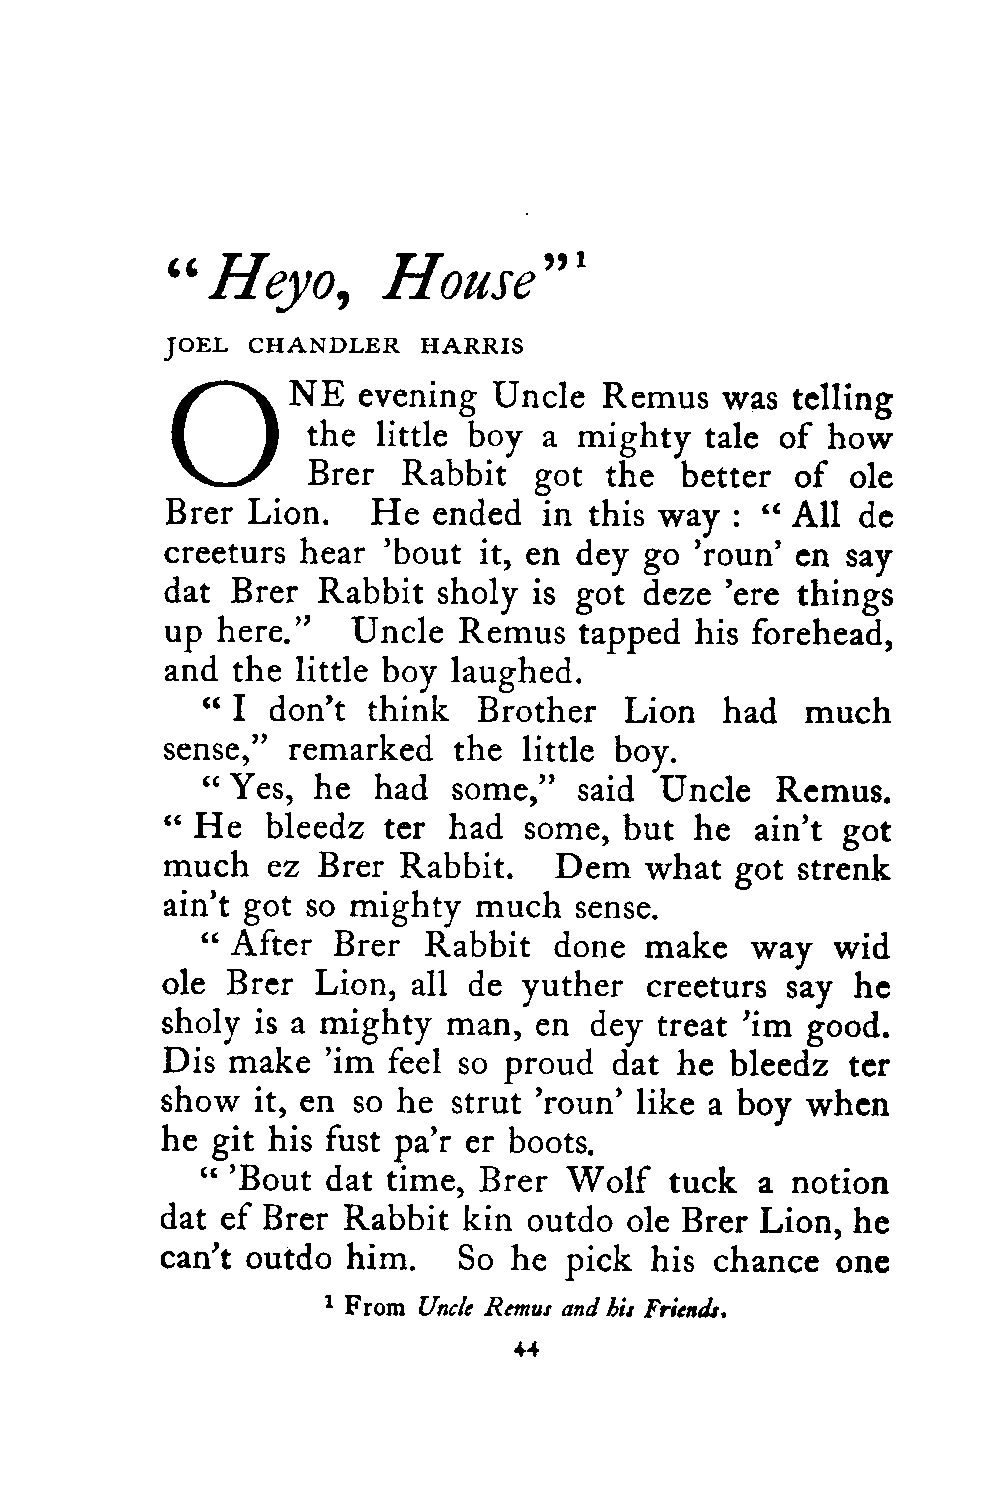 “Heyo, House”¹
JOEL CHANDLER HARRIS
ONE evening Uncle Remus was telling
the little boy a mighty tale of how
Brer Rabbit got the better of ole
Brer Lion. He ended in this way : “ All de
creeturs hear ’bout it, en dey go ’roun’ en say
dat Brer Rabbit sholy is got deze ’ere things
up here.” Uncle Remus tapped his forehead,
and the little boy laughed.
“ I don’t think Brother Lion had much
sense,” remarked the little boy.
“ Yes, he had some,” said Uncle Remus.
“ He bleedz ter had some, but he ain’t got
much ez Brer Rabbit. Dem what got strenk
ain’t got so mighty much sense.
“ After Brer Rabbit done make way wid
ole Brer Lion, all de yuther creeturs say he
sholy is a mighty man, en dey treat ’im good.
Dis make ’im feel so proud dat he bleedz ter
show it, en so he strut ’roun’ like a boy when
he git his fust pa’r er boots.
“ ’Bout dat time, Brer Wolf tuck a notion
dat ef Brer Rabbit kin outdo ole Brer Lion, he
can’t outdo him. So he pick his chance one
¹ From Uncle Remus and his Friends.
44